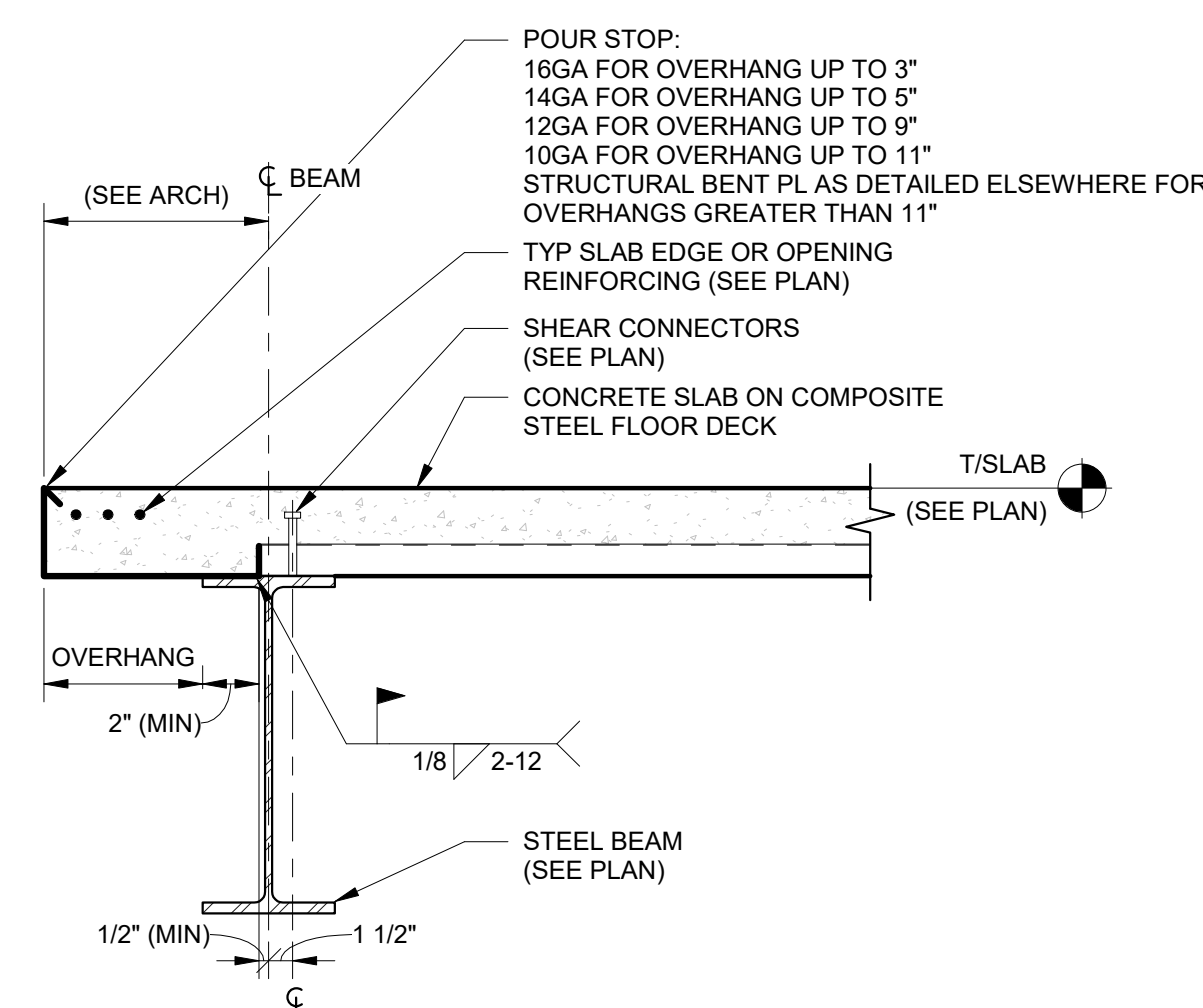 POUR STOP:
16GA FOR OVERHANG UP TO 3"
14GA FOR OVERHANG UP TO 5"
12GA FOR OVERHANG UP TO 9"
10GA FOR OVERHANG UP TO 11"
STRUCTURAL BENT PL AS DETAILED ELSEWHERE FOR
OVERHANGS GREATER THAN 11"
℄ BEAM
(SEE ARCH)
TYP SLAB EDGE OR OPENING
REINFORCING (SEE PLAN)
SHEAR CONNECTORS
(SEE PLAN)
CONCRETE SLAB ON COMPOSITE
STEEL FLOOR DECK
T/SLAB
(SEE PLAN)
OVERHANG
2" (MIN)
1/8 2-12
STEEL BEAM
(SEE PLAN)
1/2" (MIN)
1 1/2"
℄